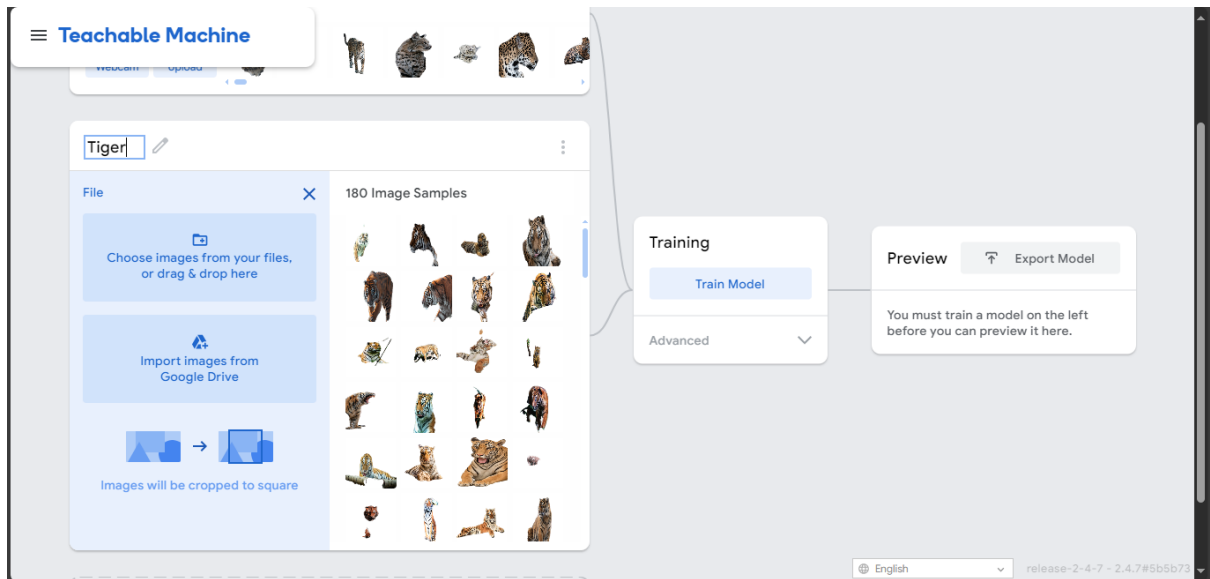 Teachable Machine
Webcam Upload
Tiger
File
180 Image Samples
Choose images from your files,
or drag & drop here
Import images from
Google Drive
Images will be cropped to square
Training
Train Model
Advanced
Preview
Export Model
You must train a model on the left
before you can preview it here.
English
release-2-4-7 - 2.4.7#5b5b73